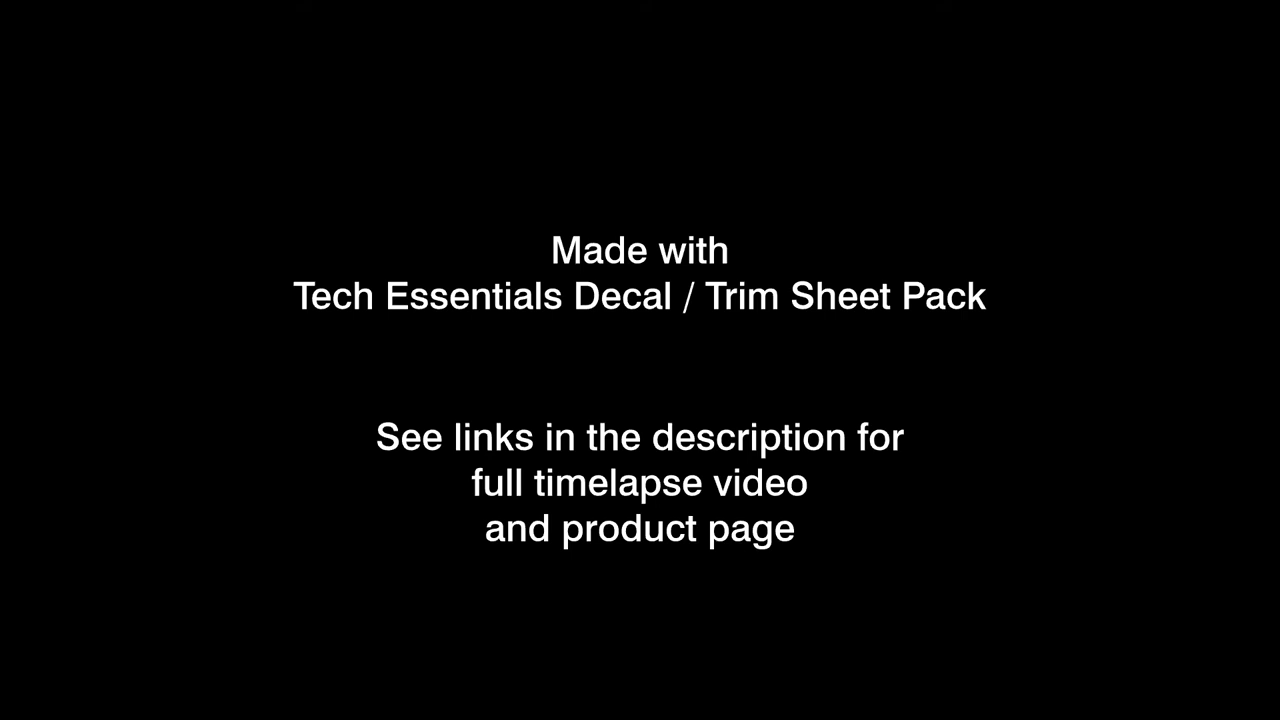 Made with
Tech Essentials Decal / Trim Sheet Pack
See links in the description for
full timelapse video
and product page